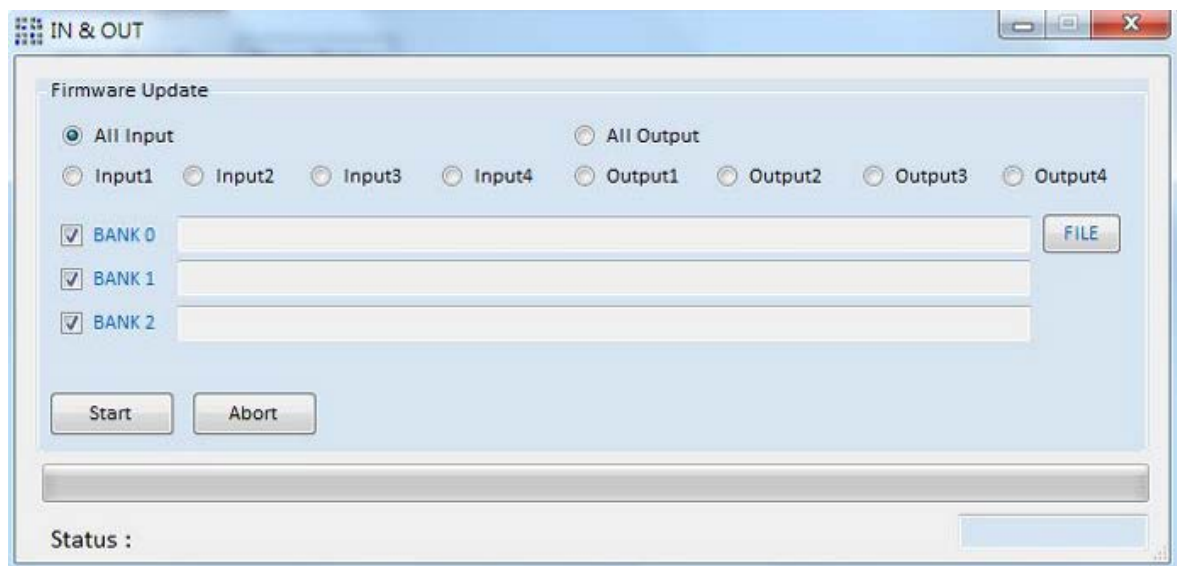 IN & OUT
Firmware Update
All Input All Output
Input1 Input2 Input3 Input4 Output1 Output2 Output3 Output4
BANK 0 FILE
BANK 1
BANK 2
Start Abort
Status :